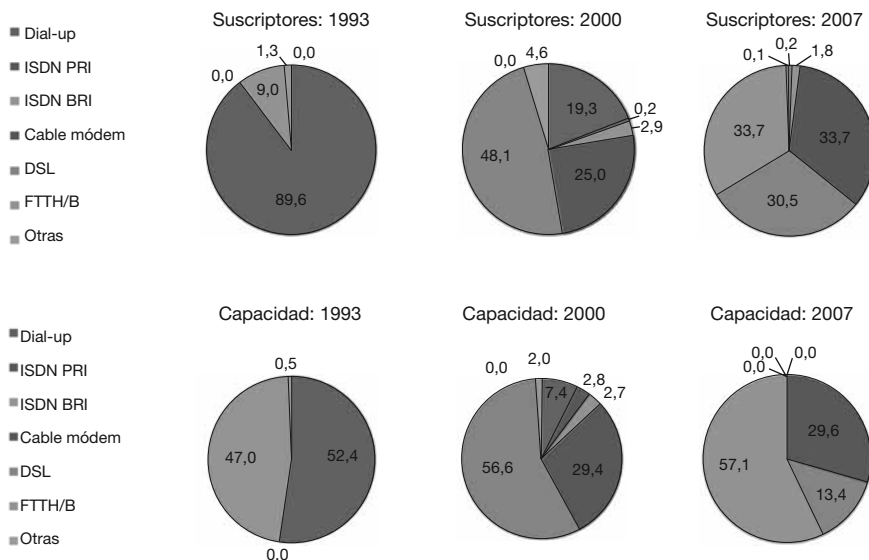 Suscriptores: 1993
Suscriptores: 2000
Suscriptores: 2007
Dial-up
ISDN PRI
ISDN BRI
Cable módem
DSL
FTTH/B
Otras
0,0
9,0
1,3
0,0
89,6
0,0
4,6
19,3
0,2
2,9
25,0
48,1
0,1
0,2
1,8
33,7
30,5
33,7
Capacidad: 1993
Capacidad: 2000
Capacidad: 2007
Dial-up
ISDN PRI
ISDN BRI
Cable módem
DSL
FTTH/B
Otras
0,5
47,0
52,4
0,0
0,0
2,0
7,4
2,8
2,7
29,4
56,6
0,0
0,0
0,0
29,6
13,4
57,1